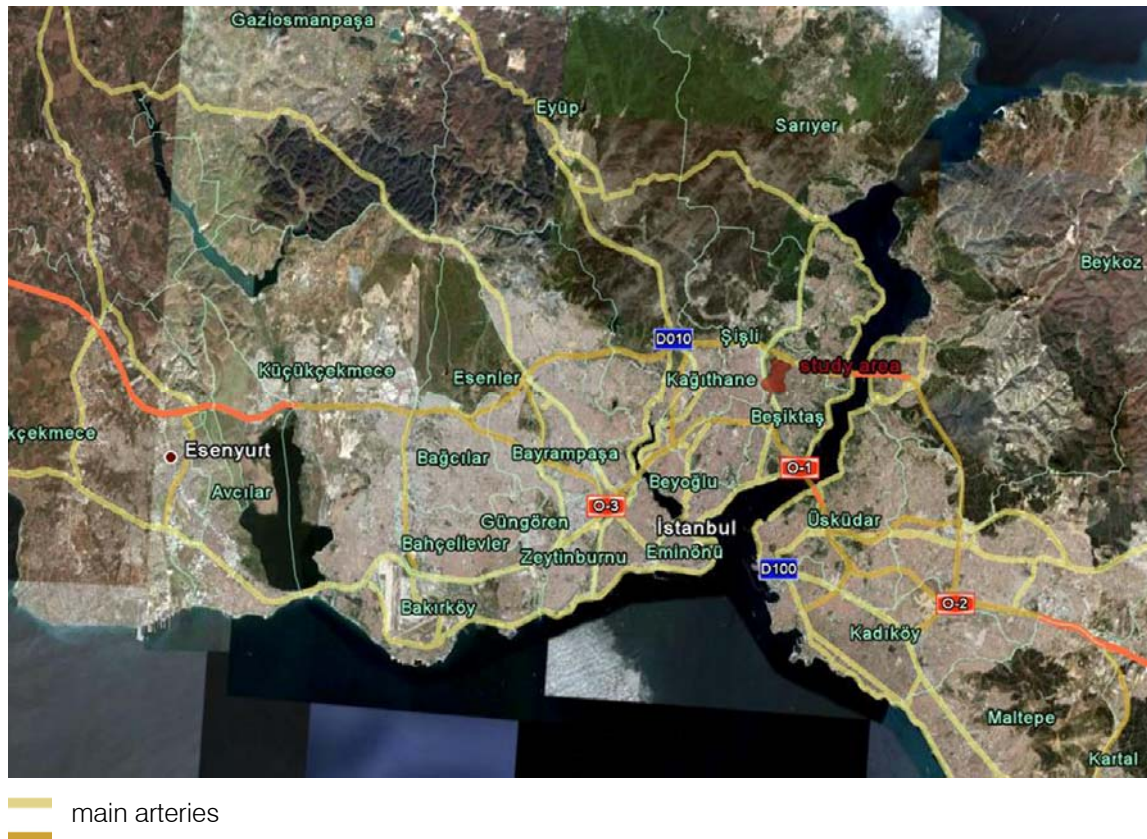 Gaziosmanpaşa
Eyüp
Sarıyer
Beykoz
D010
Şişli
study area
Küçükçekmece
Esenler
Kağıthane
Beşiktaş
kçekmece
Esenyurt
Bağcılar
Bayrampaşa
O-1
Avcılar
Beyoğlu
O-3
Güngören
İstanbul
Üsküdar
Bahçelievler
Zeytinburnu
Eminönü
D100
Bakırköy
O-2
Kadıköy
Maltepe
Kartal
main arteries